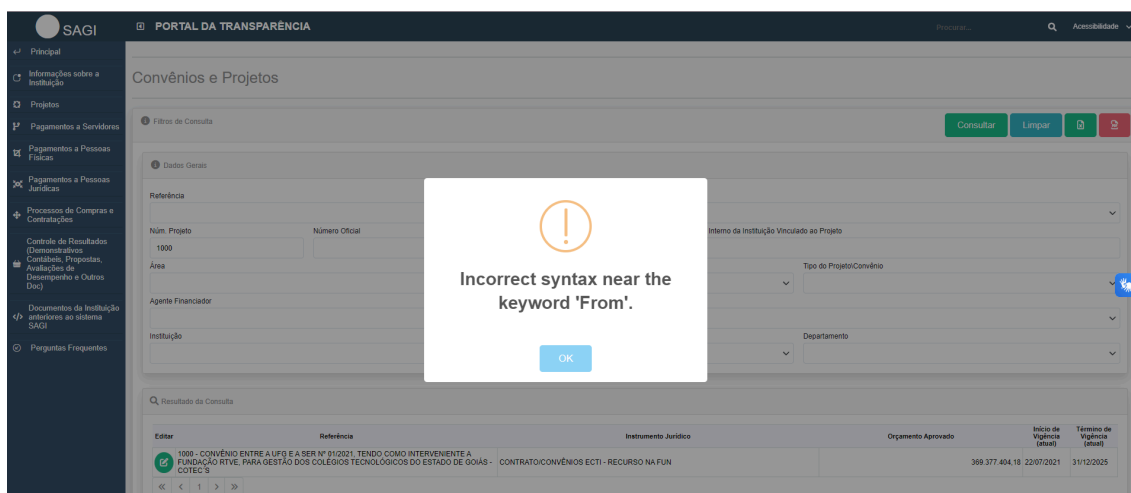 SAGI
PORTAL DA TRANSPARÊNCIA
Procurar...
Acessibilidade
Principal
Informações sobre a
Instituição
Projetos
Pagamentos a Servidores
Pagamentos a Pessoas
Físicas
Pagamentos a Pessoas
Jurídicas
Processos de Compras e
Contratações
Controle de Resultados
(Demonstrativos
Contábeis, Propostas,
Avaliações de
Desempenho e Outros
Doc)
Documentos da Instituição
anteriores ao sistema
SAGI
Perguntas Frequentes
Convênios e Projetos
Filtros de Consulta
Consultar
Limpar
Dados Gerais
Referência
Núm. Projeto
Número Oficial
Interno da Instituição Vinculado ao Projeto
1000
Área
Tipo do Projeto\Convênio
Agente Financiador
Instituição
Departamento
Incorrect syntax near the
keyword 'From'.
OK
Resultado da Consulta
Editar
Referência
Instrumento Jurídico
Orçamento Aprovado
Início de
Vigência
(atual)
Término de
Vigência
(atual)
1000 - CONVÊNIO ENTRE A UFG E A SER Nº 01/2021, TENDO COMO INTERVENIENTE A
FUNDAÇÃO RTVE, PARA GESTÃO DOS COLÉGIOS TECNOLÓGICOS DO ESTADO DE GOIÁS -
COTEC'S
CONTRATO/CONVÊNIOS ECTI - RECURSO NA FUN
369.377.404,18
22/07/2021
31/12/2025
« < 1 > »